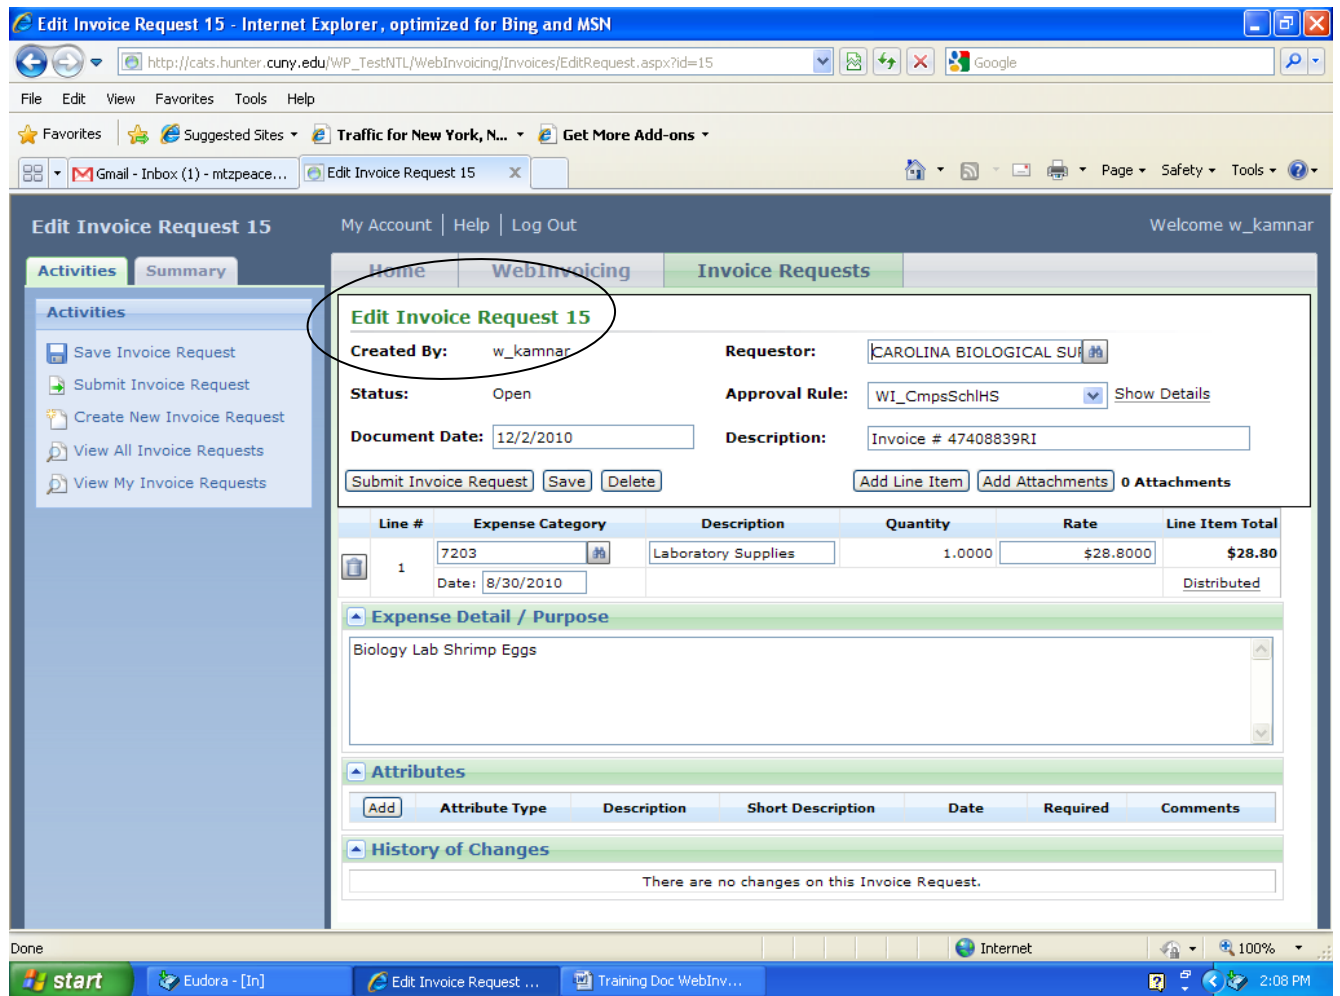 Edit Invoice Request 15 - Internet Explorer, optimized for Bing and MSN
http://cats.hunter.cuny.edu/WP_TestNTL/WebInvoicing/Invoices/EditRequest.aspx?id=15
Google
File Edit View Favorites Tools Help
Favorites Suggested Sites Traffic for New York, N... Get More Add-ons
Gmail - Inbox (1) - mtzpeace... Edit Invoice Request 15 X Page Safety Tools
Edit Invoice Request 15 My Account | Help | Log Out Welcome w_kamnar
Activities Summary Home WebInvoicing Invoice Requests
Activities
Save Invoice Request
Submit Invoice Request
Create New Invoice Request
View All Invoice Requests
View My Invoice Requests
Edit Invoice Request 15
Created By: w_kamnar Requestor: CAROLINA BIOLOGICAL SUP
Status: Open Approval Rule: WI_CmpsSchlHS Show Details
Document Date: 12/2/2010 Description: Invoice # 47408839RI
Submit Invoice Request Save Delete Add Line Item Add Attachments 0 Attachments
Line # Expense Category Description Quantity Rate Line Item Total
1 7203 Laboratory Supplies 1.0000 $28.8000 $28.80
Date: 8/30/2010 Distributed
Expense Detail / Purpose
Biology Lab Shrimp Eggs
Attributes
Add Attribute Type Description Short Description Date Required Comments
History of Changes
There are no changes on this Invoice Request.
Done Internet 100%
start Eudora - [In] Edit Invoice Request ... Training Doc WebInv... 2:08 PM